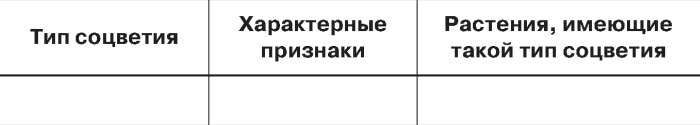 Тип соцветия
Характерные
признаки
Растения, имеющие
такой тип соцветия